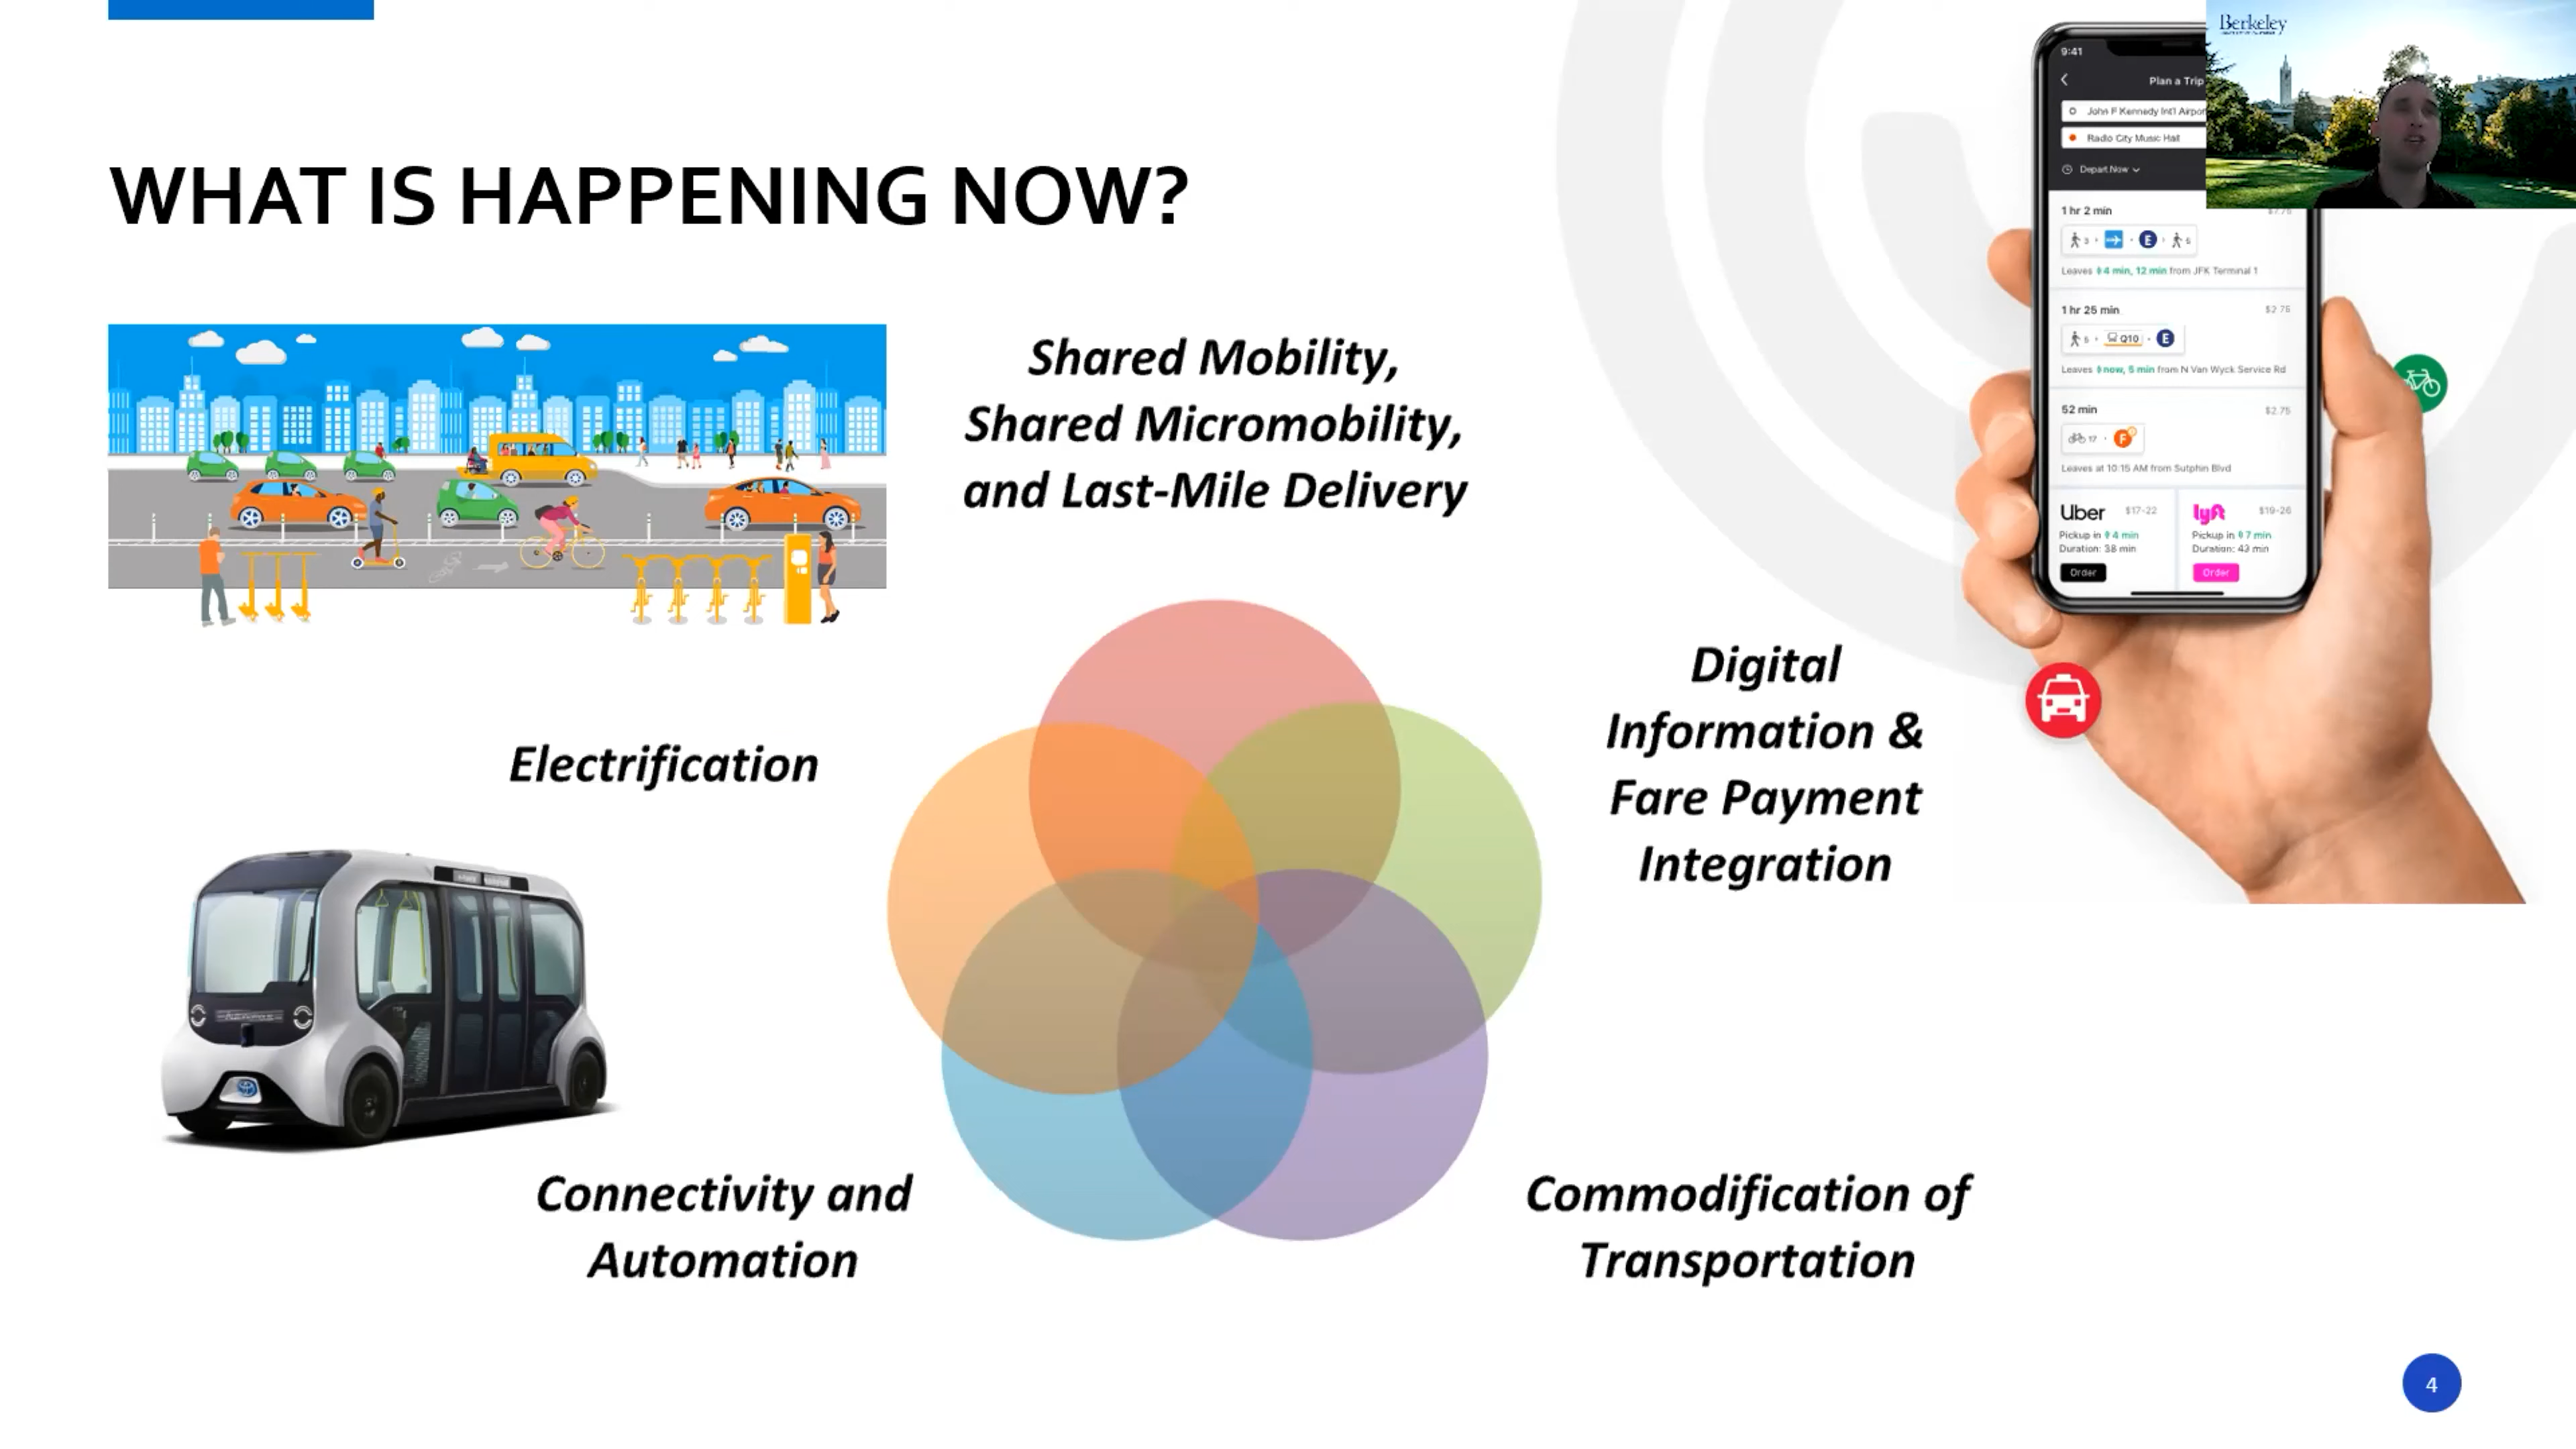 WHAT IS HAPPENING NOW?
Shared Mobility,
Shared Micromobility,
and Last-Mile Delivery
Electrification
Digital
Information &
Fare Payment
Integration
Connectivity and
Automation
Commodification of
Transportation
9:41
Plan a Trip
John F Kennedy Int'l Airpor
Radio City Music Hall
Depart Now
1 hr 2 min
3 E 5
Leaves 4 min, 12 min from JFK Terminal 1
1 hr 25 min $2.75
5 Q10 E
Leaves now, 5 min from N Van Wyck Service Rd
52 min $2.75
17 F
Leaves at 10:15 AM from Sutphin Blvd
Uber $17-22
Pickup in 4 min
Duration: 38 min
Order
lyft $19-26
Pickup in 7 min
Duration: 43 min
Order
Berkeley
4